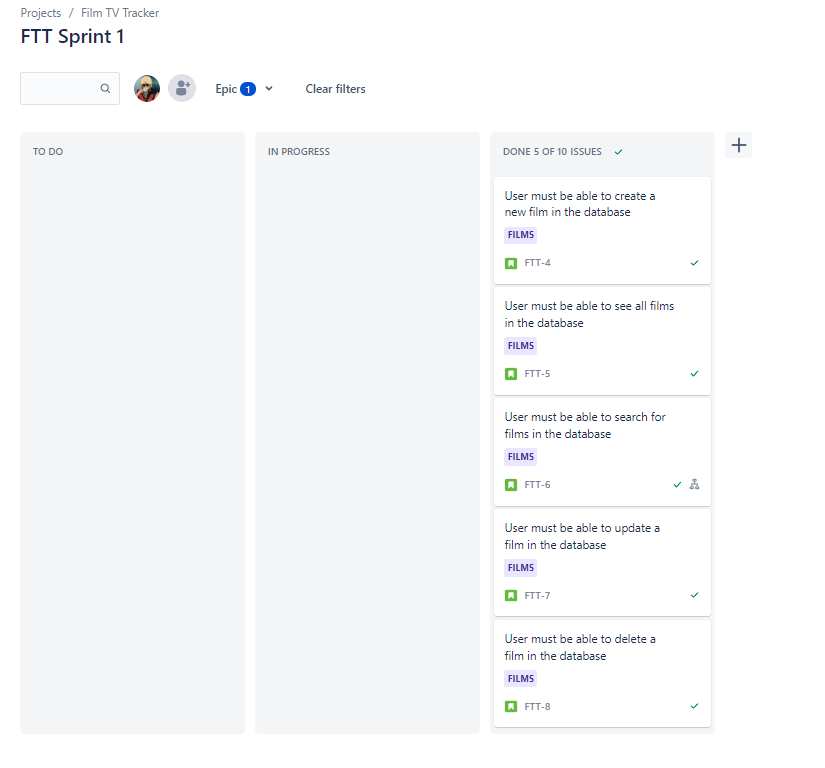 Projects / Film TV Tracker
FTT Sprint 1
Epic 1
Clear filters
TO DO
IN PROGRESS
DONE 5 OF 10 ISSUES
User must be able to create a
new film in the database
FILMS
FTT-4
User must be able to see all films
in the database
FILMS
FTT-5
User must be able to search for
films in the database
FILMS
FTT-6
User must be able to update a
film in the database
FILMS
FTT-7
User must be able to delete a
film in the database
FILMS
FTT-8